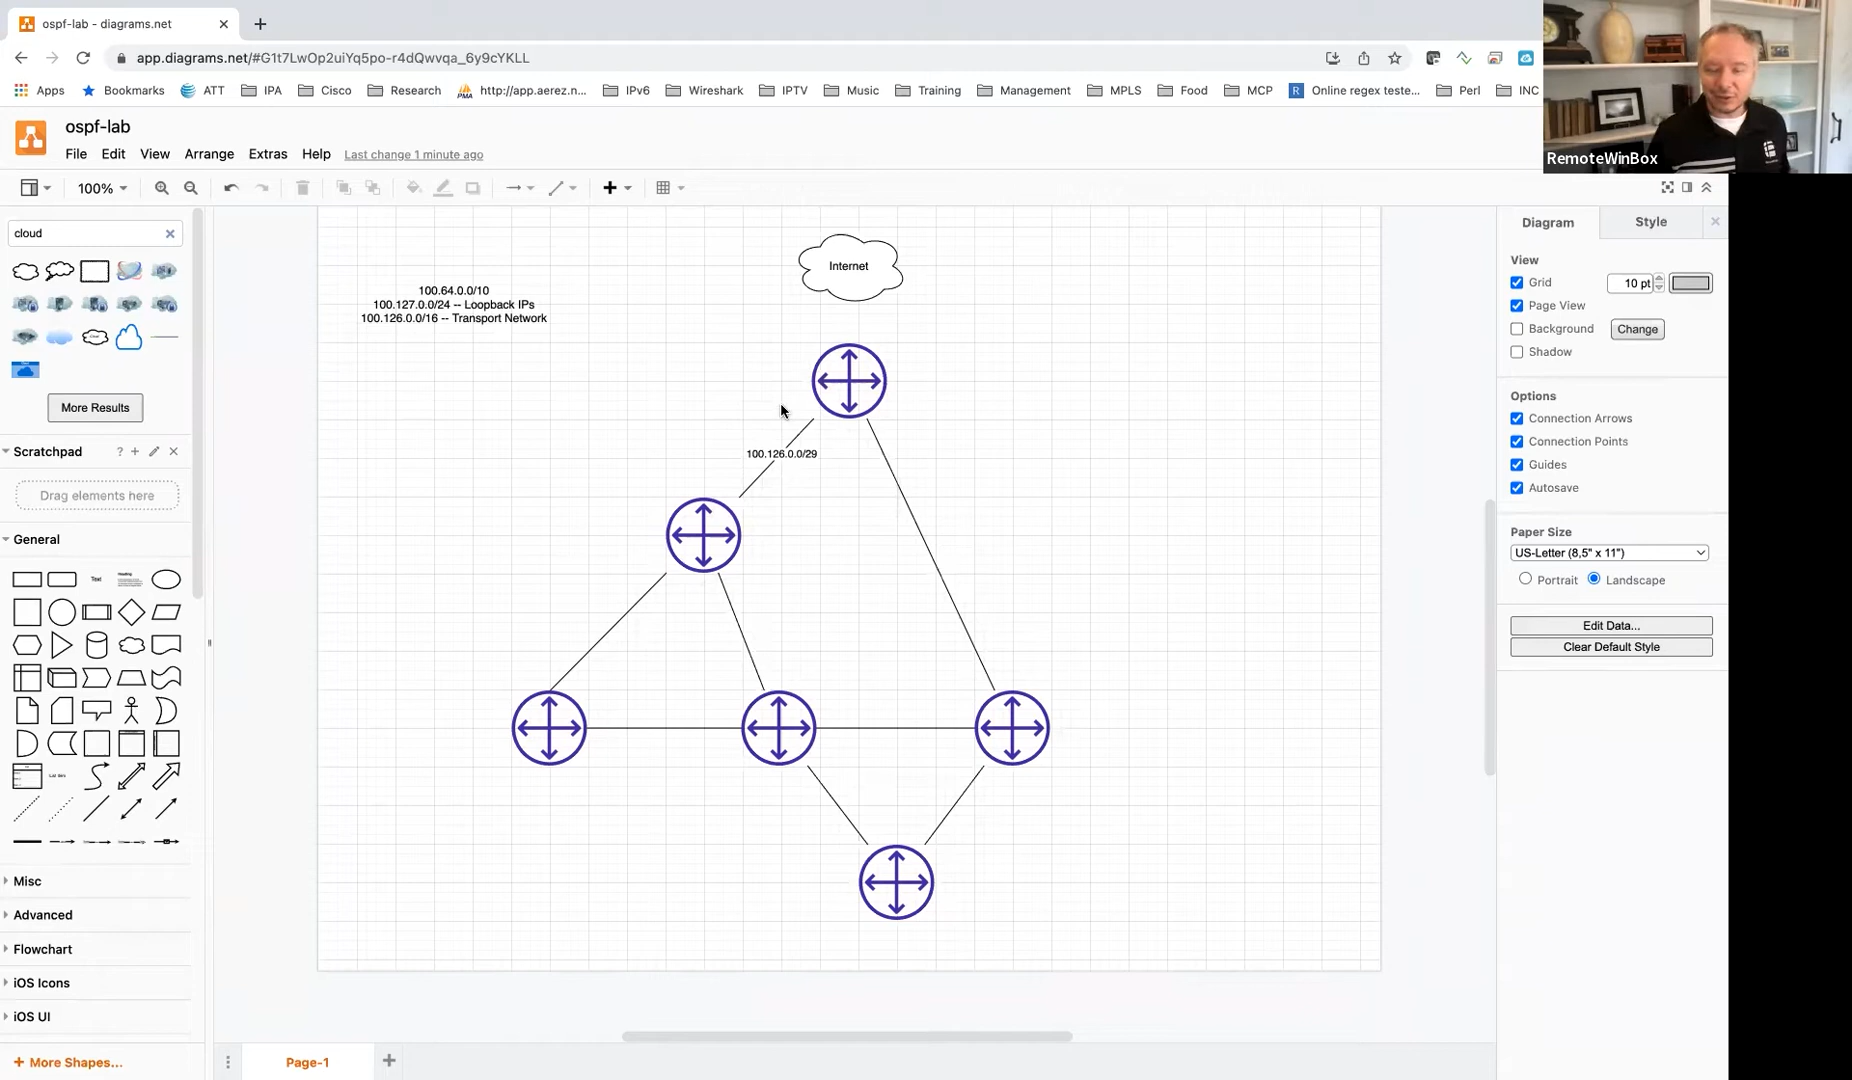 ospf-lab - diagrams.net
app.diagrams.net/#G1t7LwOp2uiYq5po-r4dQwvqa_6y9cYKLL
Apps Bookmarks ATT IPA Cisco Research http://app.aerez.n... IPv6 Wireshark IPTV Music Training Management MPLS Food MCP Online regex teste... Perl INC
RemoteWinBox
ospf-lab
File Edit View Arrange Extras Help Last change 1 minute ago
100%
cloud
More Results
Scratchpad
Drag elements here
General
Text
Heading
List Item
Misc
Advanced
Flowchart
iOS Icons
iOS UI
+ More Shapes...
Internet
100.64.0.0/10
100.127.0.0/24 -- Loopback IPs
100.126.0.0/16 -- Transport Network
100.126.0.0/29
Page-1
Diagram Style
View
Grid 10 pt
Page View
Background Change
Shadow
Options
Connection Arrows
Connection Points
Guides
Autosave
Paper Size
US-Letter (8,5" x 11")
Portrait Landscape
Edit Data...
Clear Default Style